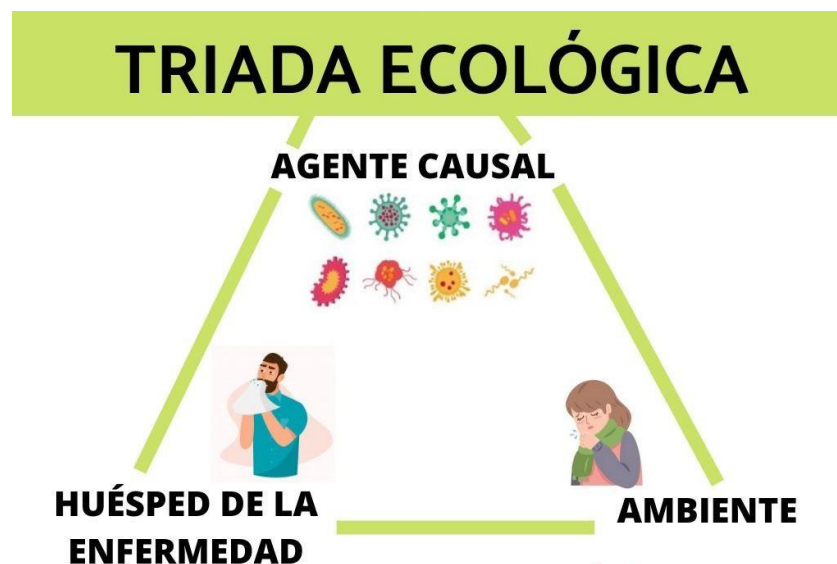 TRIADA ECOLÓGICA
AGENTE CAUSAL
HUÉSPED DE LA
ENFERMEDAD
AMBIENTE